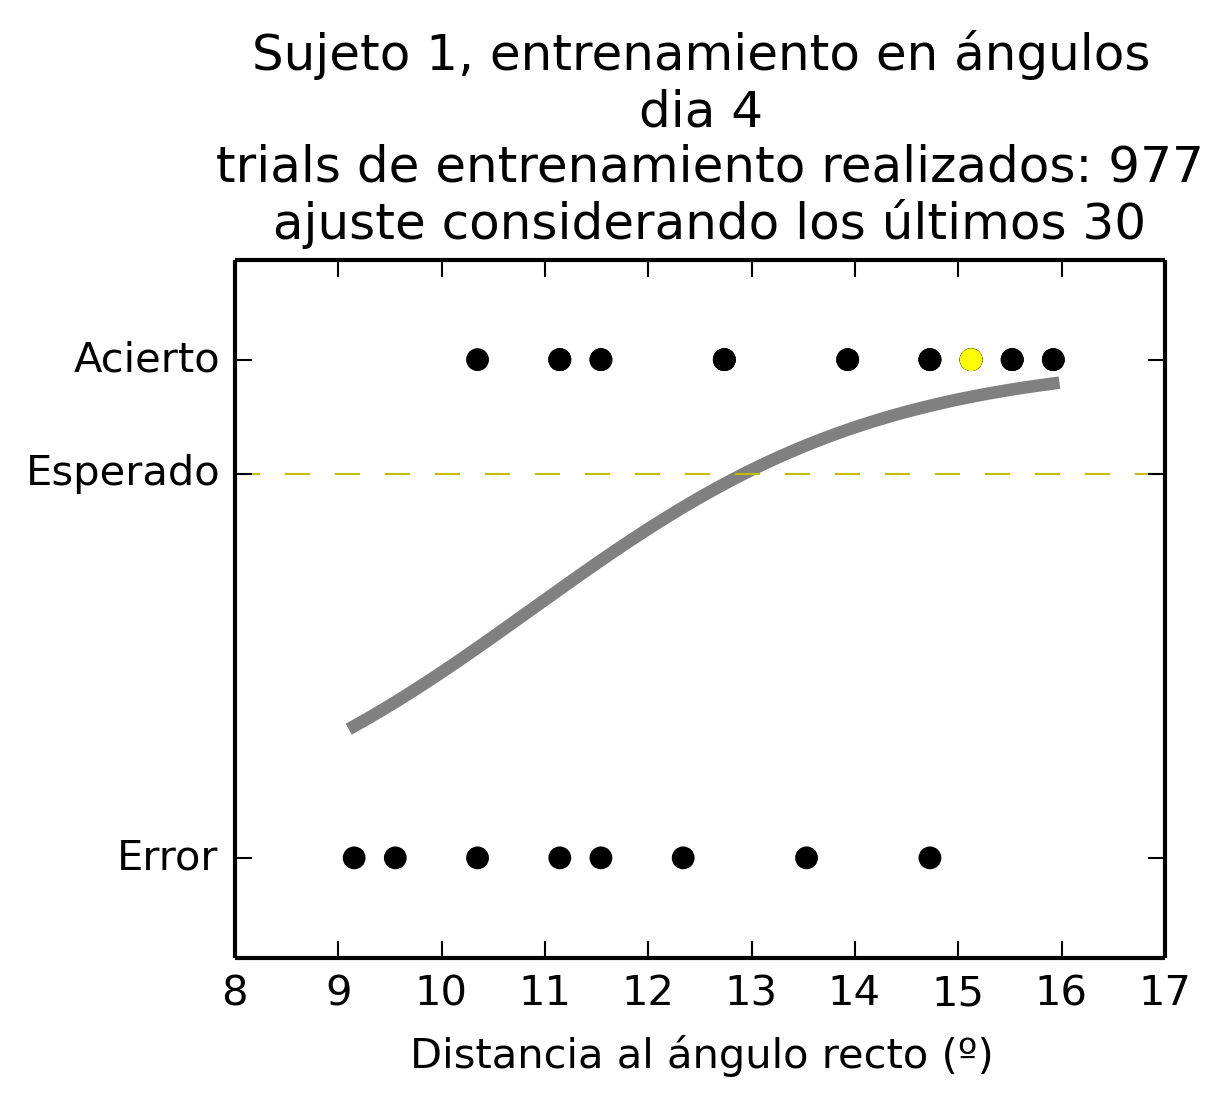 Sujeto 1, entrenamiento en ángulos
dia 4
trials de entrenamiento realizados: 977
ajuste considerando los últimos 30
Acierto
Esperado
Error
8 9 10 11 12 13 14 15 16 17
Distancia al ángulo recto (º)